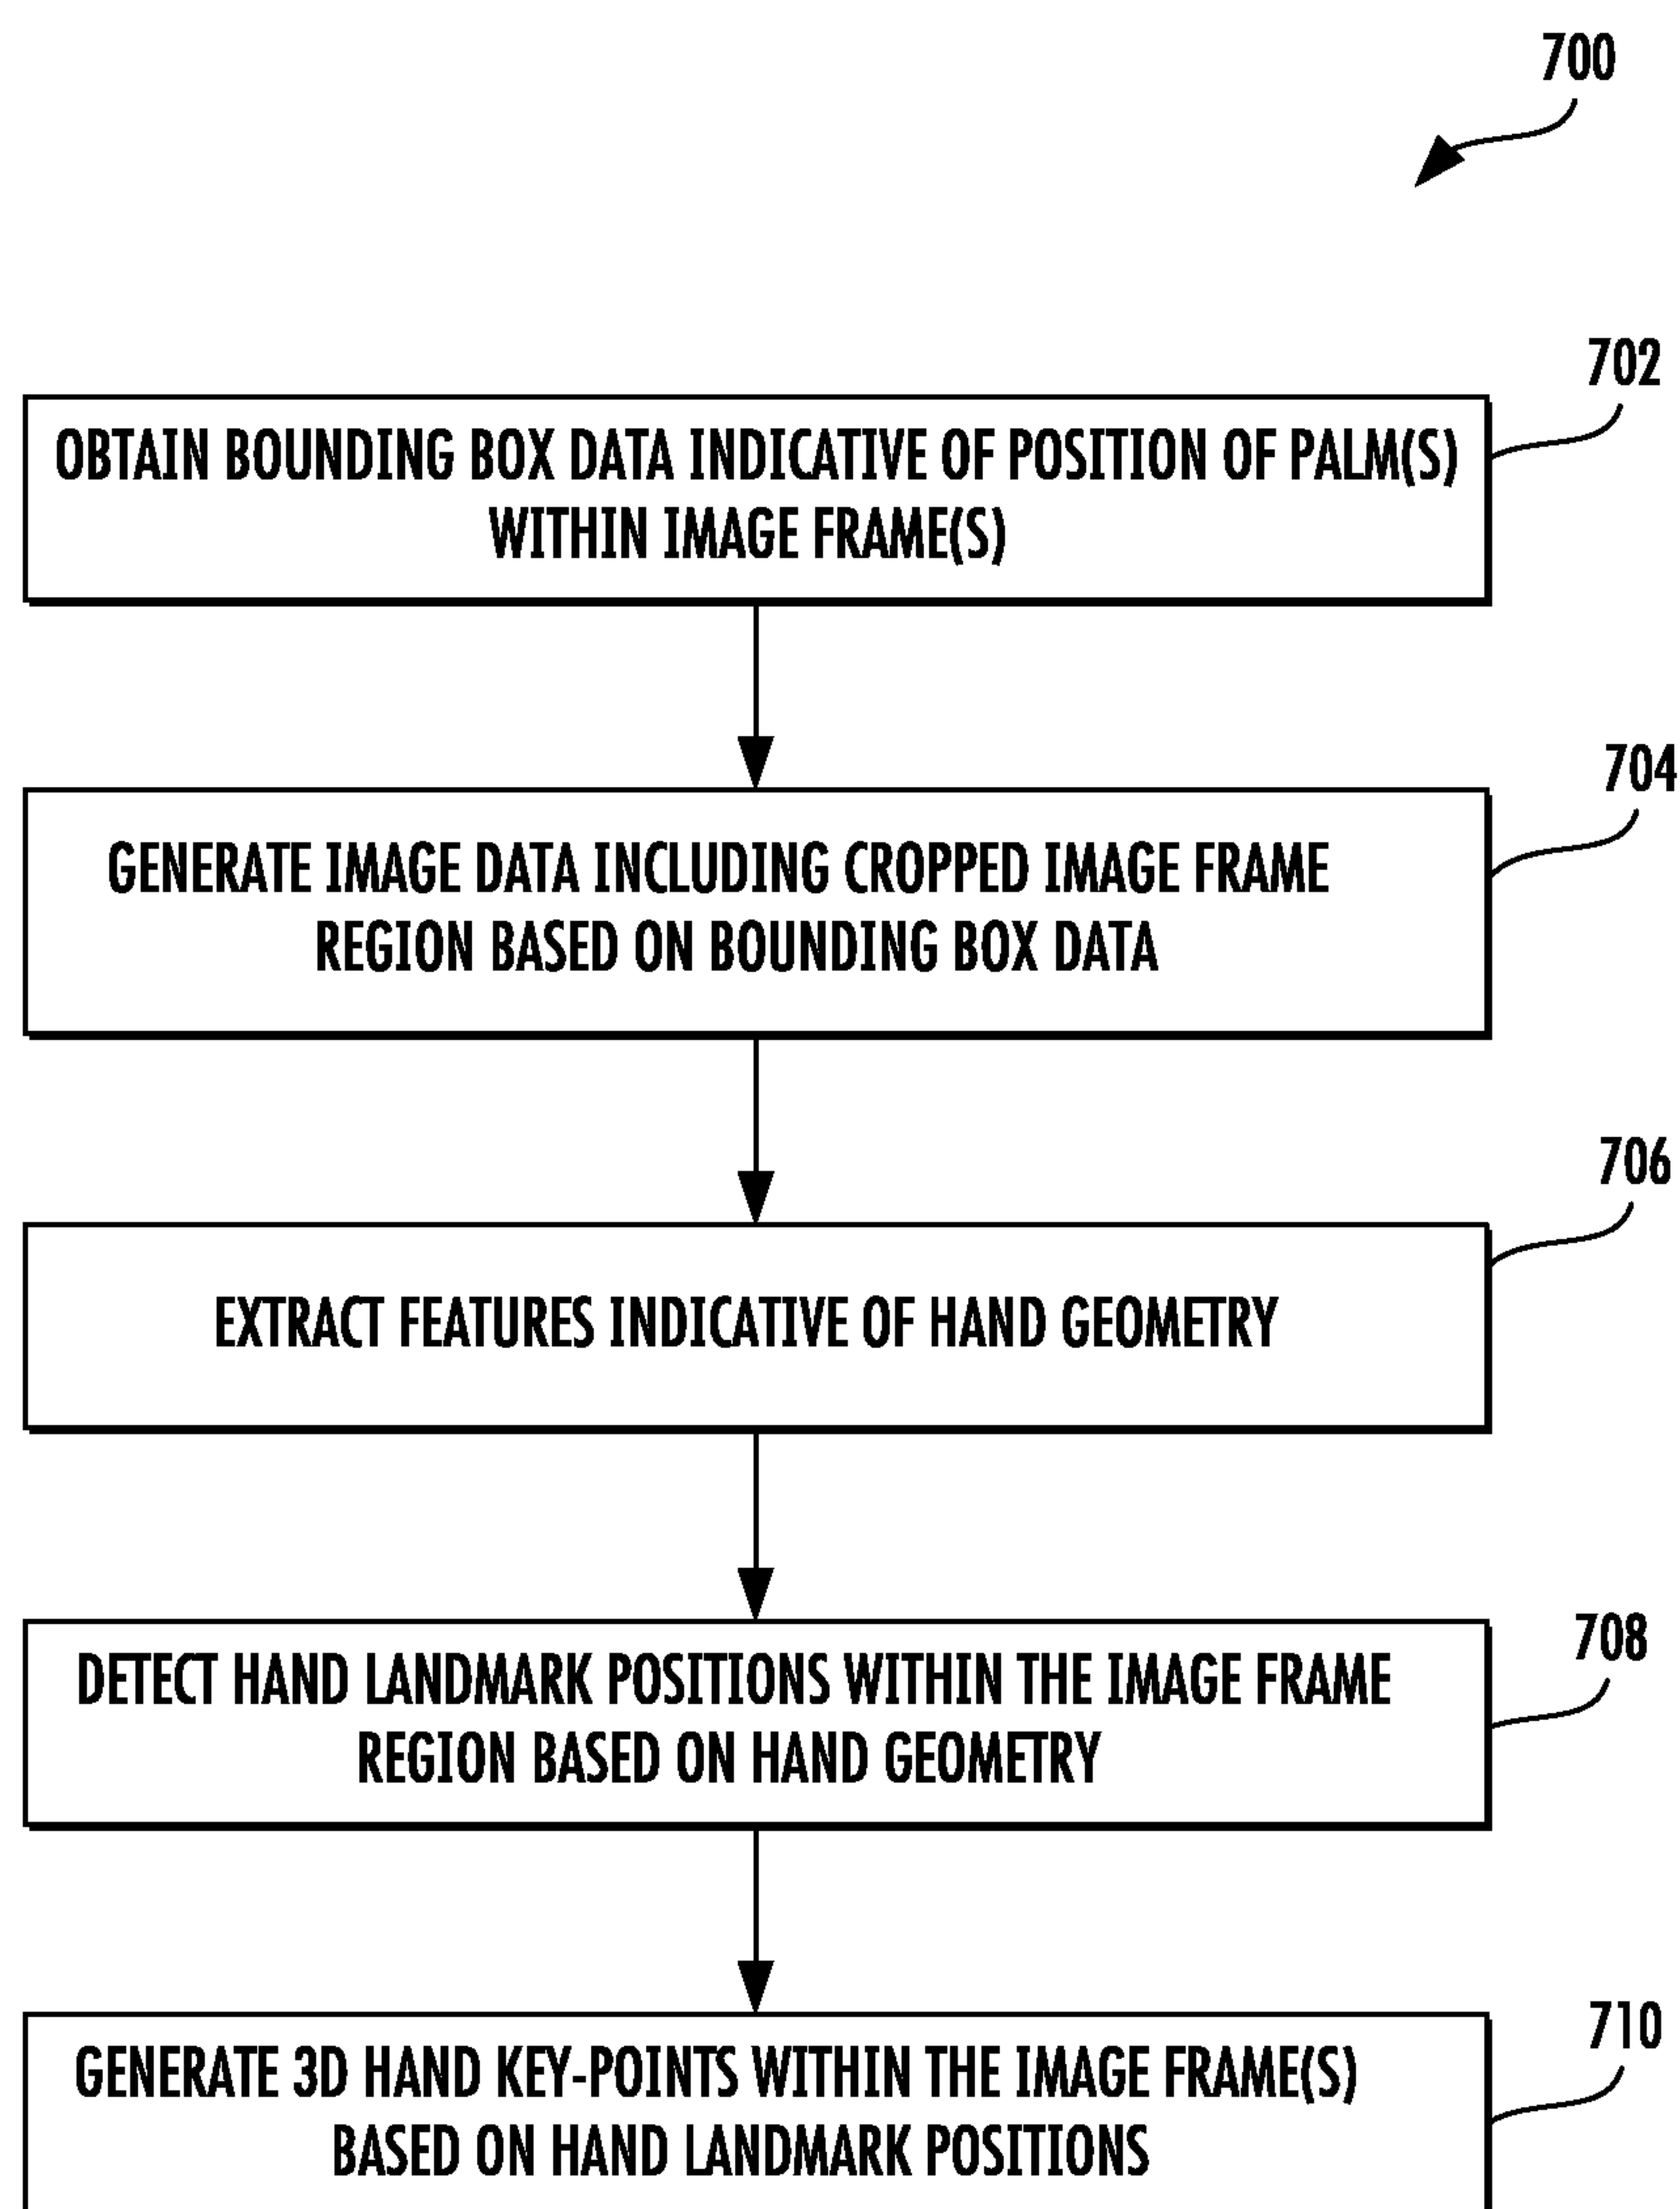 700
702
OBTAIN BOUNDING BOX DATA INDICATIVE OF POSITION OF PALM(S)
WITHIN IMAGE FRAME(S)
704
GENERATE IMAGE DATA INCLUDING CROPPED IMAGE FRAME
REGION BASED ON BOUNDING BOX DATA
706
EXTRACT FEATURES INDICATIVE OF HAND GEOMETRY
708
DETECT HAND LANDMARK POSITIONS WITHIN THE IMAGE FRAME
REGION BASED ON HAND GEOMETRY
710
GENERATE 3D HAND KEY-POINTS WITHIN THE IMAGE FRAME(S)
BASED ON HAND LANDMARK POSITIONS